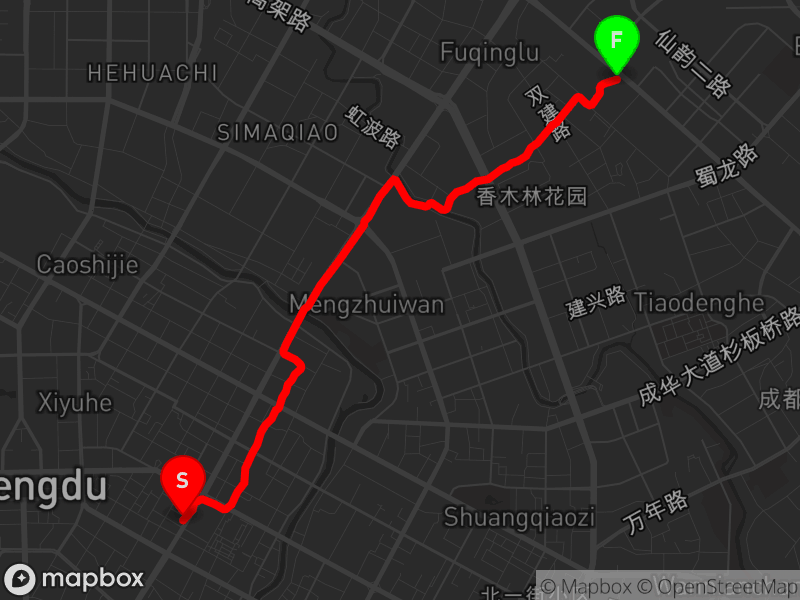 高架路
Fuqinglu
F
仙韵二路
HEHUACHI
双建路
SIMAQIAO
虹波路
蜀龙路
香木林花园
Caoshijie
Mengzhuiwan
建兴路
Tiaodenghe
成华大道杉板桥路
Xiyuhe
成都
S
engdu
Shuangqiaozi
万年路
mapbox
© Mapbox © OpenStreetMap